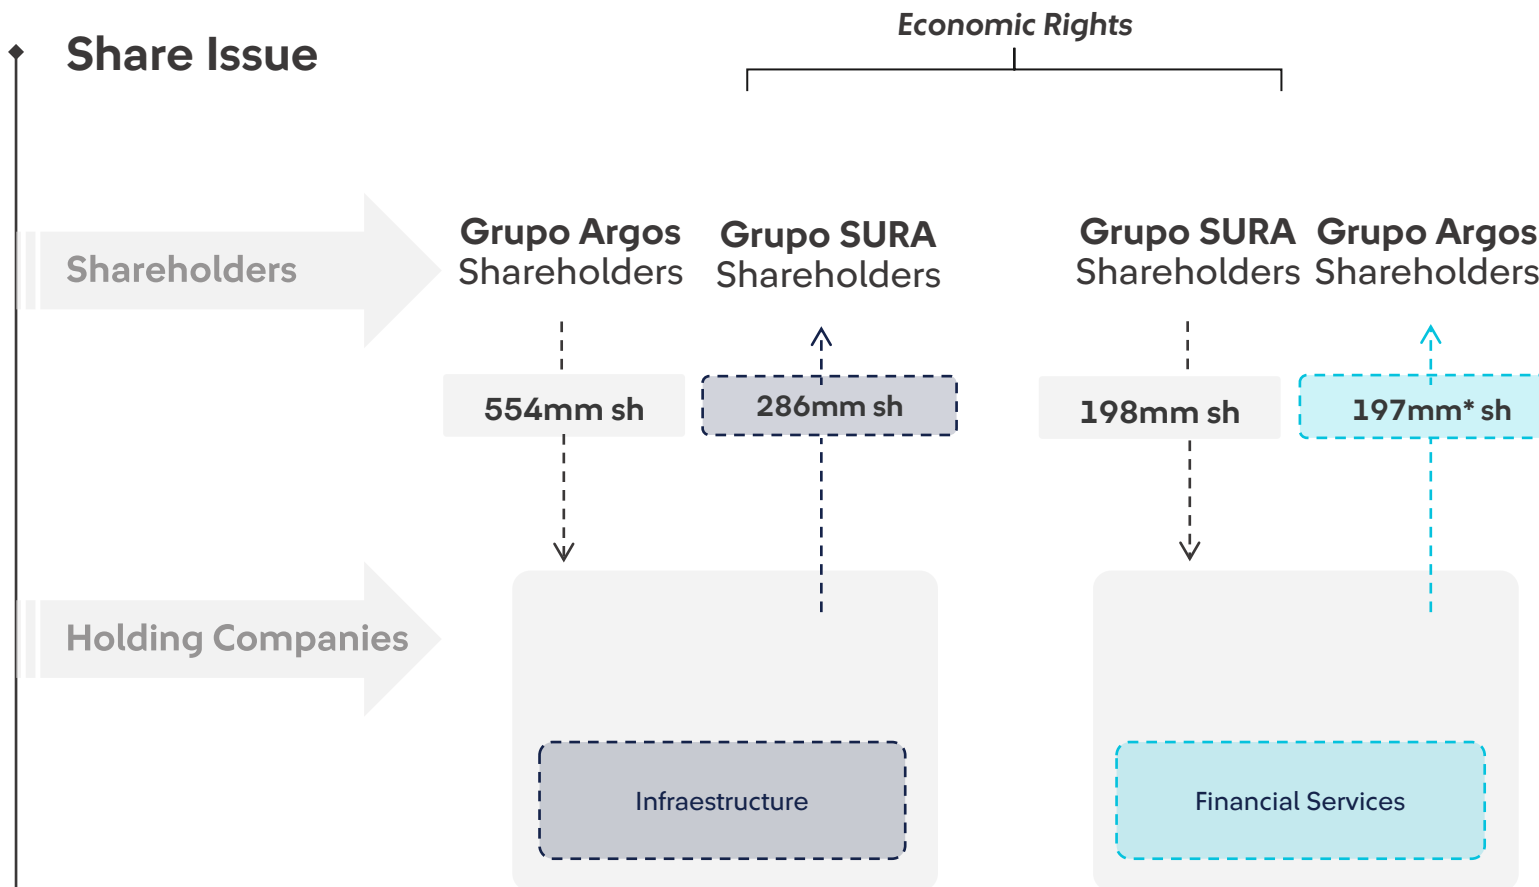 Economic Rights
Share Issue
Shareholders
Grupo Argos
Shareholders
Grupo SURA
Shareholders
Grupo SURA
Shareholders
Grupo Argos
Shareholders
554mm sh
286mm sh
198mm sh
197mm* sh
Holding Companies
Infraestructure
Financial Services